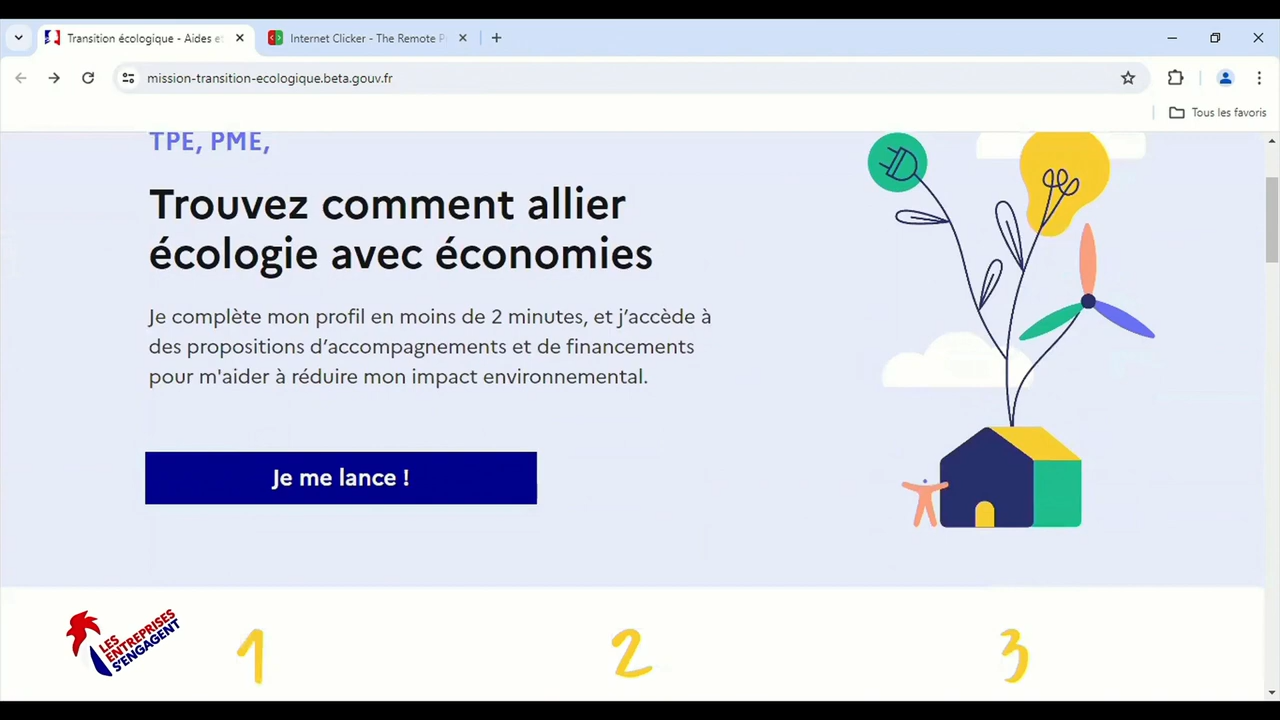 Transition écologique - Aides e
Internet Clicker - The Remote P
mission-transition-ecologique.beta.gouv.fr
Tous les favoris
TPE, PME,
Trouvez comment allier
écologie avec économies
Je complète mon profil en moins de 2 minutes, et j’accède à
des propositions d’accompagnements et de financements
pour m'aider à réduire mon impact environnemental.
Je me lance !
LES
ENTREPRISES
S'ENGAGENT
1 2 3